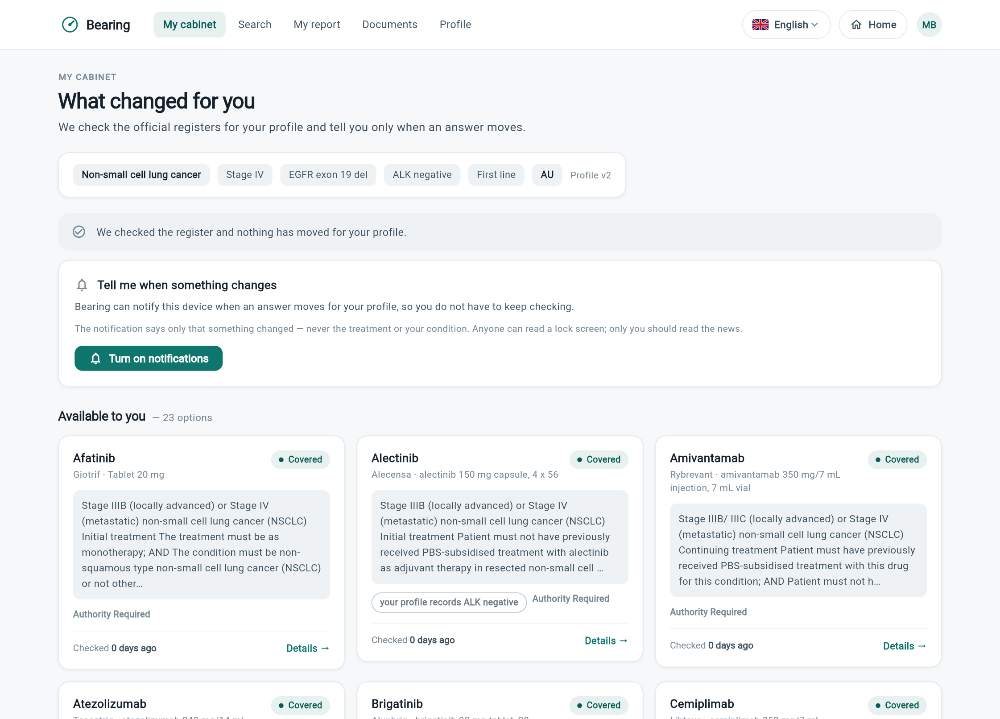 Bearing
My cabinet
Search
My report
Documents
Profile
English
Home
MB
MY CABINET
What changed for you
We check the official registers for your profile and tell you only when an answer moves.
Non-small cell lung cancer
Stage IV
EGFR exon 19 del
ALK negative
First line
AU
Profile v2
We checked the register and nothing has moved for your profile.
Tell me when something changes
Bearing can notify this device when an answer moves for your profile, so you do not have to keep checking.
The notification says only that something changed — never the treatment or your condition. Anyone can read a lock screen; only you should read the news.
Turn on notifications
Available to you — 23 options
Afatinib
Covered
Giotrif · Tablet 20 mg
Stage IIIB (locally advanced) or Stage IV
(metastatic) non-small cell lung cancer (NSCLC)
Initial treatment The treatment must be as
monotherapy; AND The condition must be non-
squamous type non-small cell lung cancer (NSCLC)
or not other…
Authority Required
Checked 0 days ago
Details →
Alectinib
Covered
Alecensa · alectinib 150 mg capsule, 4 x 56
Stage IIIB (locally advanced) or Stage IV
(metastatic) non-small cell lung cancer (NSCLC)
Initial treatment Patient must not have previously
received PBS-subsidised treatment with alectinib
as adjuvant therapy in resected non-small cell …
your profile records ALK negative
Authority Required
Checked 0 days ago
Details →
Amivantamab
Covered
Rybrevant · amivantamab 350 mg/7 mL
injection, 7 mL vial
Stage IIIB/ IIIC (locally advanced) or Stage IV
(metastatic) non-small cell lung cancer (NSCLC)
Continuing treatment Patient must have previously
received PBS-subsidised treatment with this drug
for this condition; AND Patient must not h…
Authority Required
Checked 0 days ago
Details →
Atezolizumab
Covered
Brigatinib
Covered
Cemiplimab
Covered